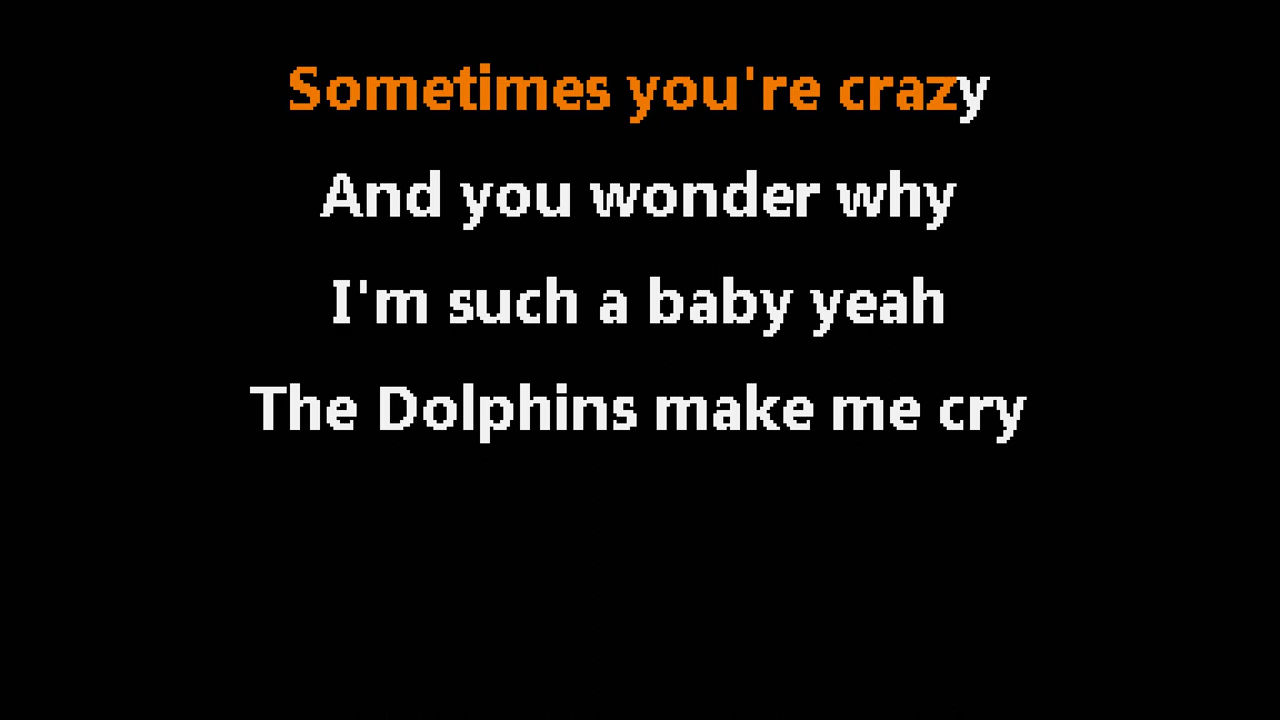 Sometimes you're crazy
And you wonder why
I'm such a baby yeah
The Dolphins make me cry